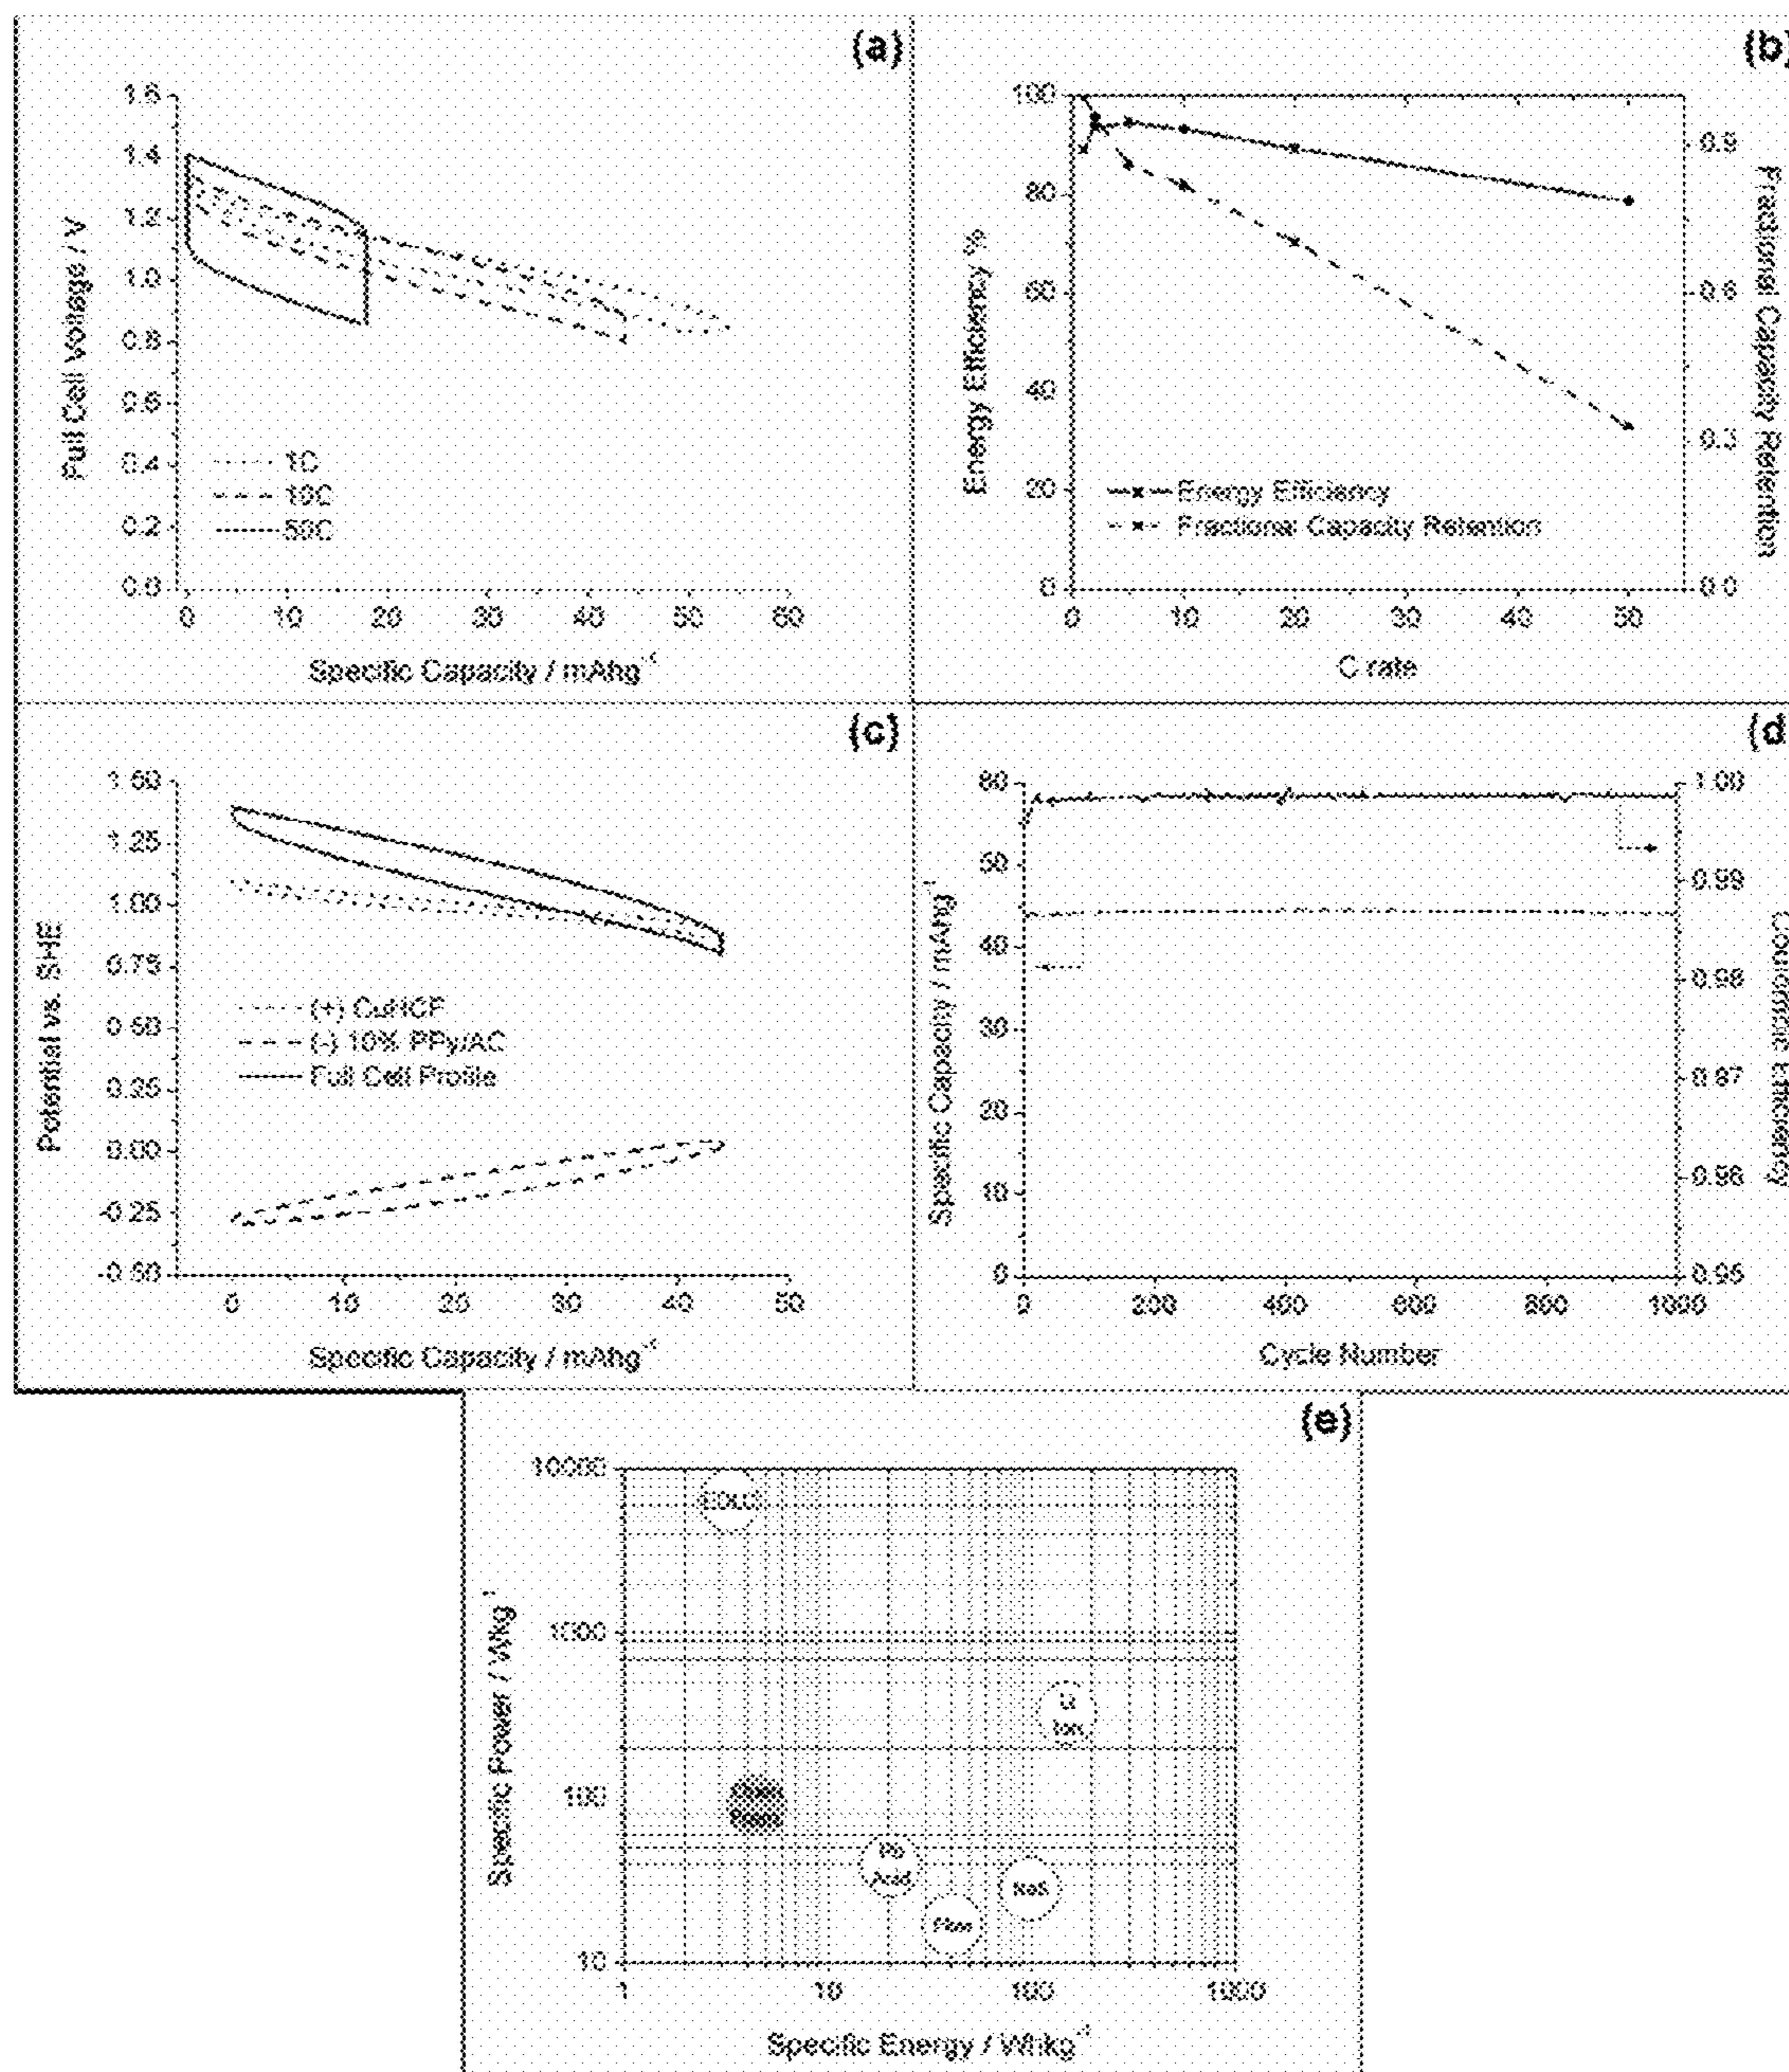 (a)
1.6
1.4
1.2
1.0
0.8
0.6
0.4
0.2
0.0
Full Cell Voltage / V
1C
10C
50C
0 10 20 30 40 50 60
Specific Capacity / mAhg-1
(b)
100
80
60
40
20
0
Energy Efficiency %
0.9
0.6
0.3
0.0
Fractional Capacity Retention
Energy Efficiency
Fractional Capacity Retention
0 10 20 30 40 50
C rate
(c)
1.50
1.25
1.00
0.75
0.50
0.25
0.00
-0.25
-0.50
Potential vs. SHE
(+) CuHCF
(-) 10% PPy/AC
Full Cell Profile
0 10 20 30 40 50
Specific Capacity / mAhg-1
(d
60
50
40
30
20
10
0
Specific Capacity / mAhg-1
1.00
0.99
0.98
0.97
0.96
0.95
Coulombic Efficiency
0 200 400 600 800 1000
Cycle Number
(e)
10000
1000
100
10
Specific Power / Wkg-1
EDLC
Li
Ion
Pb
Acid
NaS
Flow
1 10 100 1000
Specific Energy / Whkg-1